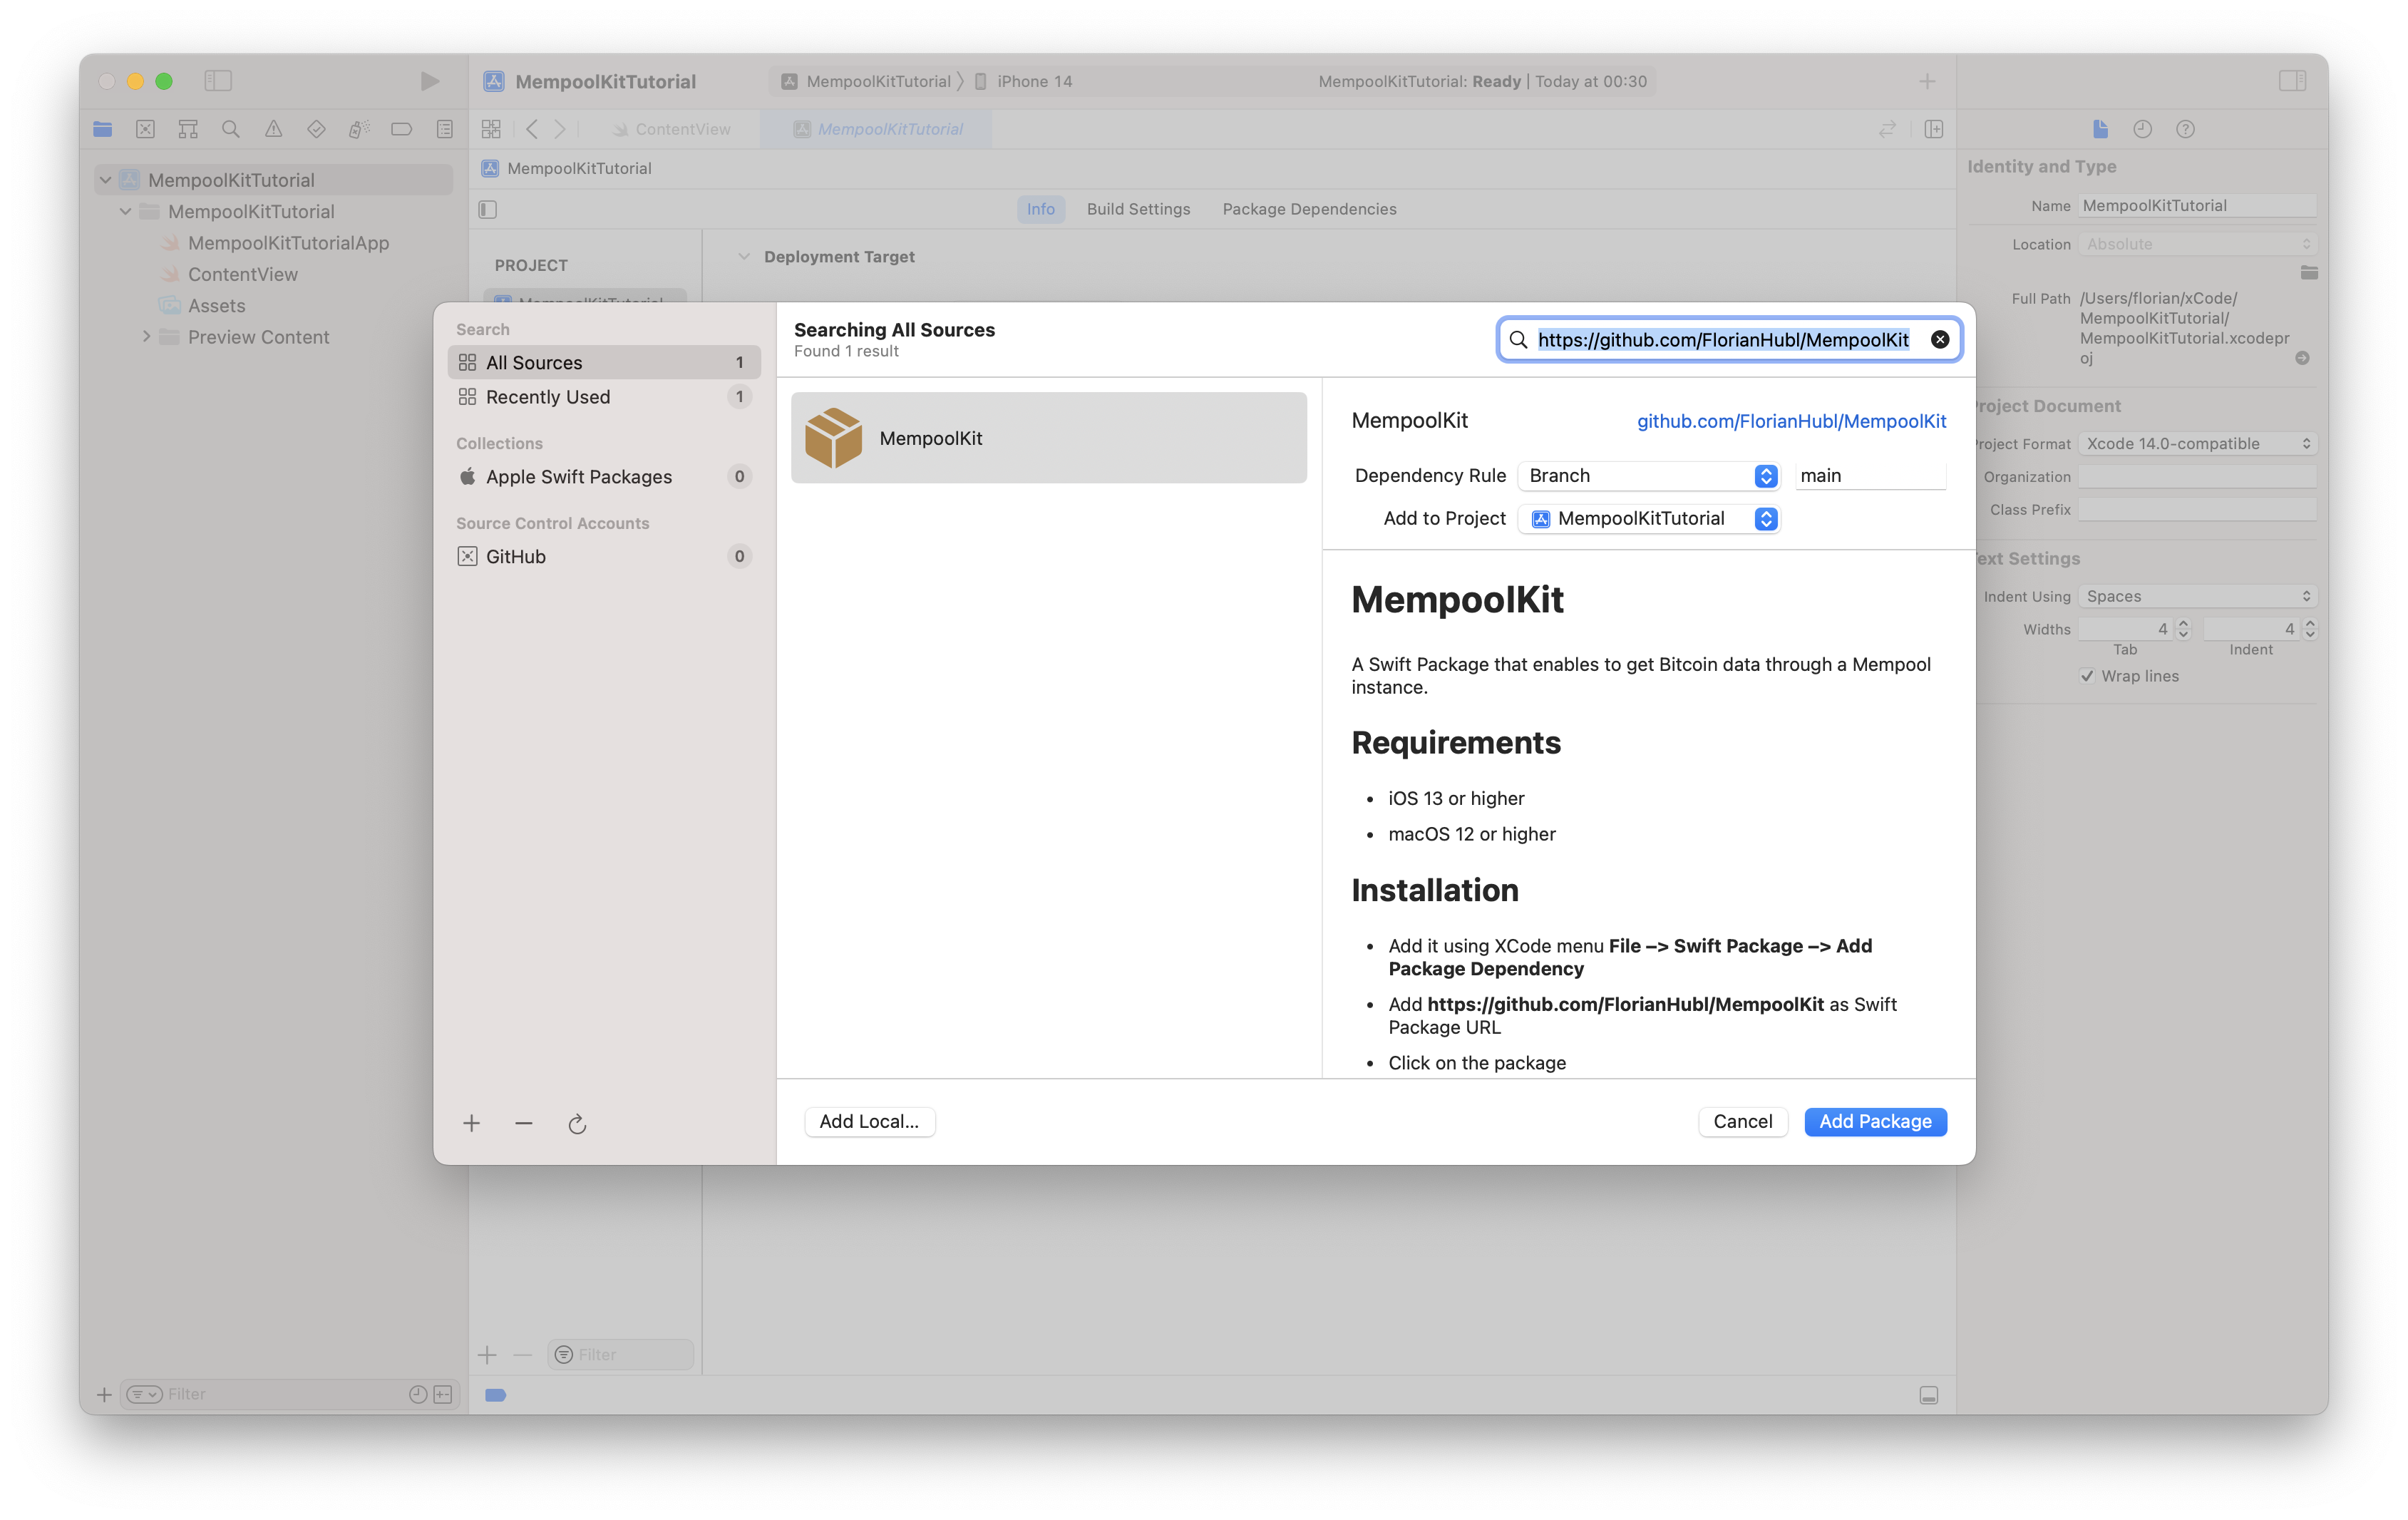 MempoolKitTutorial
MempoolKitTutorial
iPhone 14
MempoolKitTutorial: Ready | Today at 00:30
ContentView
MempoolKitTutorial
MempoolKitTutorial
MempoolKitTutorial
MempoolKitTutorialApp
ContentView
Assets
Preview Content
MempoolKitTutorial
Info
Build Settings
Package Dependencies
PROJECT
MempoolKitTutorial
Deployment Target
Search
All Sources 1
Recently Used 1
Collections
Apple Swift Packages 0
Source Control Accounts
GitHub 0
Searching All Sources
Found 1 result
https://github.com/FlorianHubl/MempoolKit
MempoolKit
MempoolKit
github.com/FlorianHubl/MempoolKit
Dependency Rule Branch main
Add to Project MempoolKitTutorial
MempoolKit
A Swift Package that enables to get Bitcoin data through a Mempool
instance.
Requirements
• iOS 13 or higher
• macOS 12 or higher
Installation
• Add it using XCode menu File –> Swift Package –> Add
Package Dependency
• Add https://github.com/FlorianHubl/MempoolKit as Swift
Package URL
• Click on the package
Add Local...
Cancel
Add Package
Filter
Filter
Identity and Type
Name MempoolKitTutorial
Location Absolute
Full Path /Users/florian/xCode/
MempoolKitTutorial/
MempoolKitTutorial.xcodepr
oj
roject Document
roject Format Xcode 14.0-compatible
Organization
Class Prefix
ext Settings
Indent Using Spaces
Widths 4 4
Tab Indent
Wrap lines